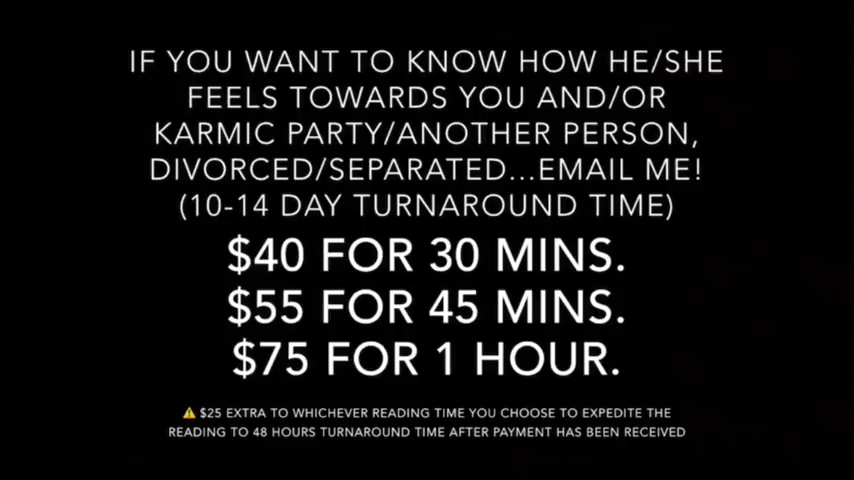 IF YOU WANT TO KNOW HOW HE/SHE
FEELS TOWARDS YOU AND/OR
KARMIC PARTY/ANOTHER PERSON,
DIVORCED/SEPARATED...EMAIL ME!
(10-14 DAY TURNAROUND TIME)
$40 FOR 30 MINS.
$55 FOR 45 MINS.
$75 FOR 1 HOUR.
⚠️ $25 EXTRA TO WHICHEVER READING TIME YOU CHOOSE TO EXPEDITE THE
READING TO 48 HOURS TURNAROUND TIME AFTER PAYMENT HAS BEEN RECEIVED